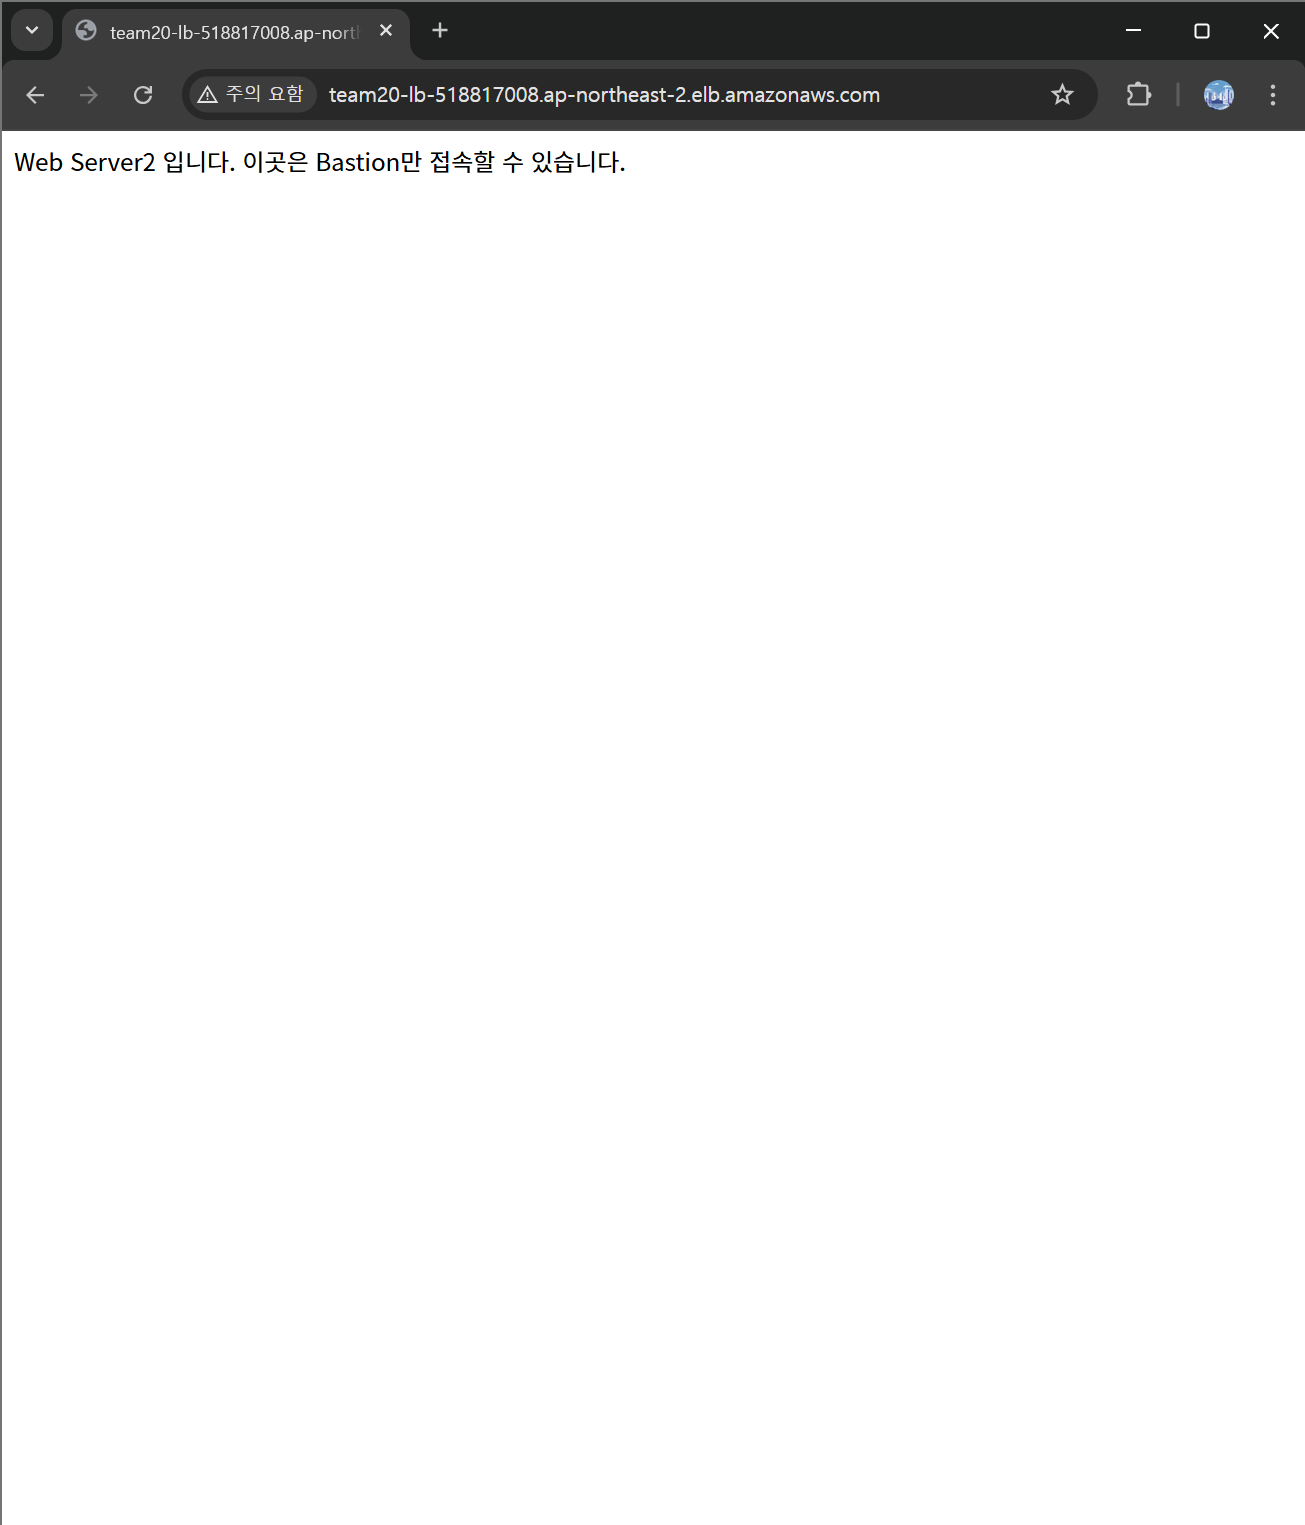 team20-lb-518817008.ap-nort
주의 요함
team20-lb-518817008.ap-northeast-2.elb.amazonaws.com
Web Server2 입니다. 이곳은 Bastion만 접속할 수 있습니다.